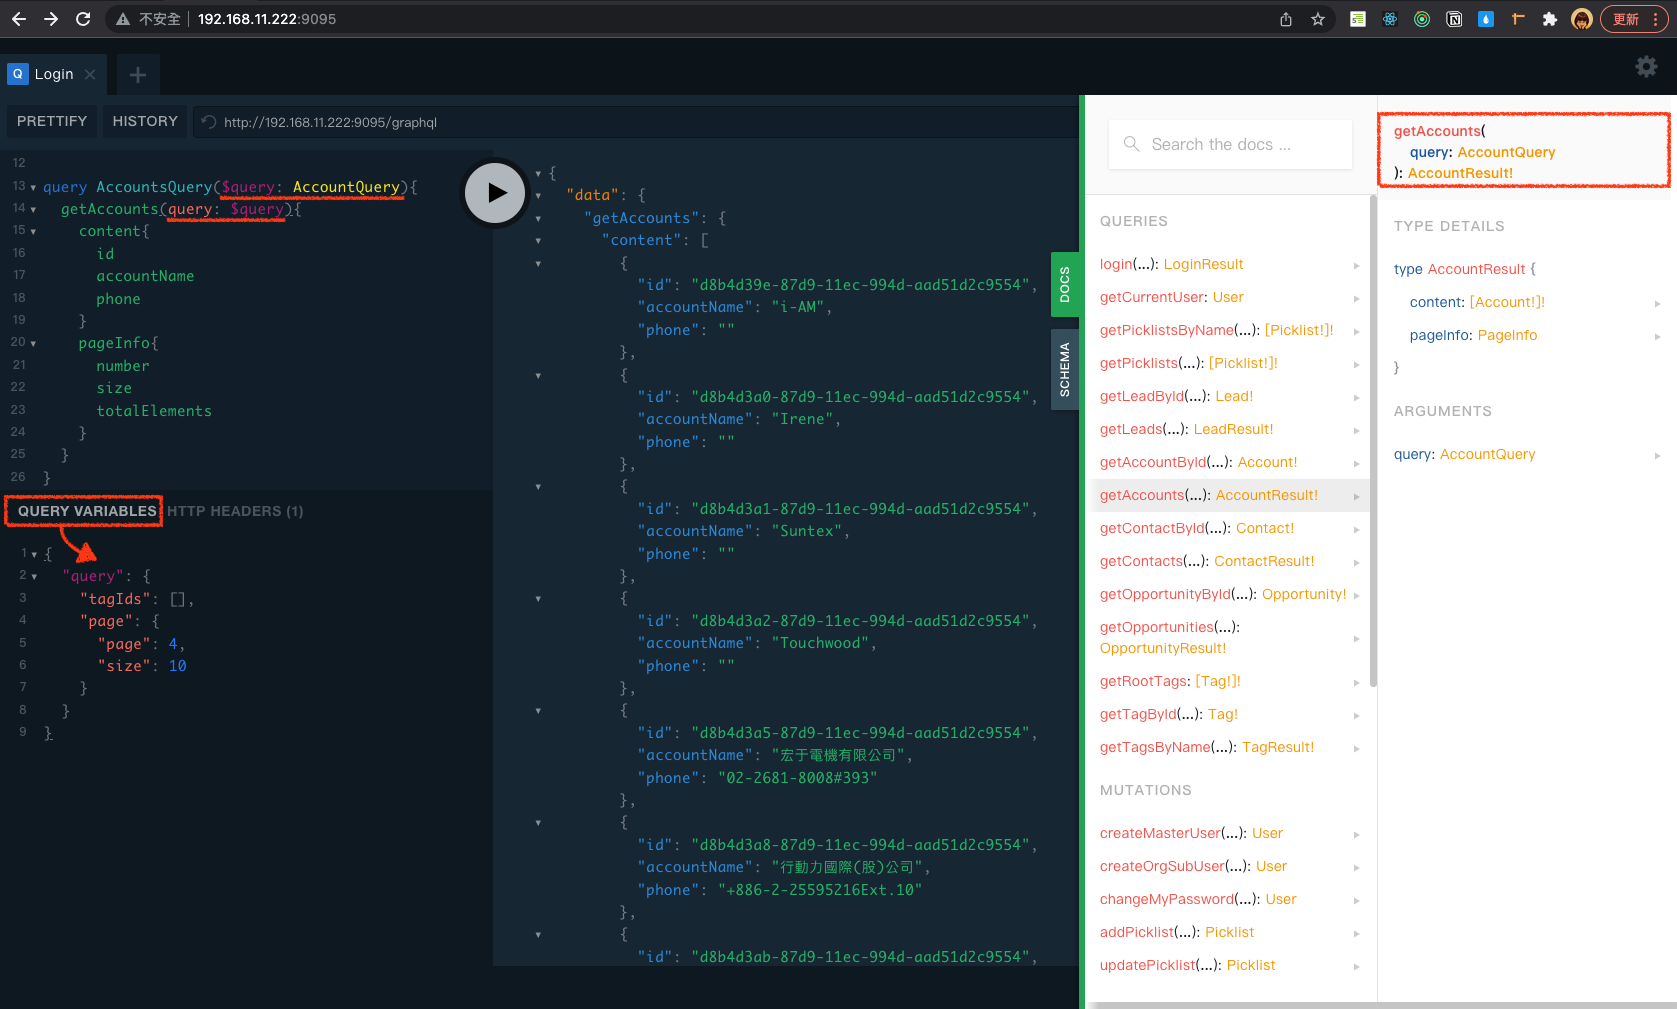 不安全 192.168.11.222:9095
更新
Q Login
PRETTIFY
HISTORY
http://192.168.11.222:9095/graphql
12
13 query AccountsQuery($query: AccountQuery){
14 getAccounts(query: $query){
15 content{
16 id
17 accountName
18 phone
19 }
20 pageInfo{
21 number
22 size
23 totalElements
24 }
25 }
26 }
QUERY VARIABLES HTTP HEADERS (1)
1 {
2 "query": {
3 "tagIds": [],
4 "page": {
5 "page": 4,
6 "size": 10
7 }
8 }
9 }
{
"data": {
"getAccounts": {
"content": [
{
"id": "d8b4d39e-87d9-11ec-994d-aad51d2c9554",
"accountName": "i-AM",
"phone": ""
},
{
"id": "d8b4d3a0-87d9-11ec-994d-aad51d2c9554",
"accountName": "Irene",
"phone": ""
},
{
"id": "d8b4d3a1-87d9-11ec-994d-aad51d2c9554",
"accountName": "Suntex",
"phone": ""
},
{
"id": "d8b4d3a2-87d9-11ec-994d-aad51d2c9554",
"accountName": "Touchwood",
"phone": ""
},
{
"id": "d8b4d3a5-87d9-11ec-994d-aad51d2c9554",
"accountName": "宏于電機有限公司",
"phone": "02-2681-8008#393"
},
{
"id": "d8b4d3a8-87d9-11ec-994d-aad51d2c9554",
"accountName": "行動力國際(股)公司",
"phone": "+886-2-25595216Ext.10"
},
{
"id": "d8b4d3ab-87d9-11ec-994d-aad51d2c9554",
DOCS
SCHEMA
Search the docs ...
QUERIES
login(...): LoginResult
getCurrentUser: User
getPicklistsByName(...): [Picklist!]!
getPicklists(...): [Picklist!]!
getLeadById(...): Lead!
getLeads(...): LeadResult!
getAccountById(...): Account!
getAccounts(...): AccountResult!
getContactById(...): Contact!
getContacts(...): ContactResult!
getOpportunityById(...): Opportunity!
getOpportunities(...):
OpportunityResult!
getRootTags: [Tag!]!
getTagById(...): Tag!
getTagsByName(...): TagResult!
MUTATIONS
createMasterUser(...): User
createOrgSubUser(...): User
changeMyPassword(...): User
addPicklist(...): Picklist
updatePicklist(...): Picklist
getAccounts(
query: AccountQuery
): AccountResult!
TYPE DETAILS
type AccountResult {
content: [Account!]!
pageInfo: PageInfo
}
ARGUMENTS
query: AccountQuery